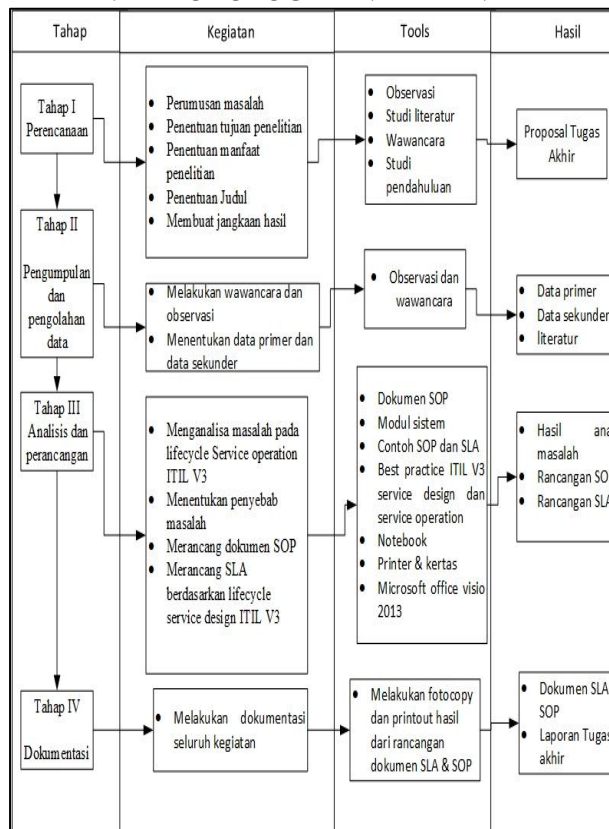 Tahap
Kegiatan
Tools
Hasil
Tahap I
Perencanaan
• Perumusan masalah
• Penentuan tujuan penelitian
• Penentuan manfaat
penelitian
• Penentuan Judul
• Membuat jangkaan hasil
• Observasi
• Studi literatur
• Wawancara
• Studi
pendahuluan
Proposal Tugas
Akhir
Tahap II
Pengumpulan
dan
pengolahan
data
• Melakukan wawancara dan
observasi
• Menentukan data primer dan
data sekunder
• Observasi dan
wawancara
• Data primer
• Data sekunder
• literatur
Tahap III
Analisis dan
perancangan
• Menganalisa masalah pada
lifecycle Service operation
ITIL V3
• Menentukan penyebab
masalah
• Merancang dokumen SOP
• Merancang SLA
berdasarkan lifecycle
service design ITIL V3
• Dokumen SOP
• Modul sistem
• Contoh SOP dan SLA
• Best practice ITIL V3
service design dan
service operation
• Notebook
• Printer & kertas
• Microsoft office visio
2013
• Hasil ana
masalah
• Rancangan SO
• Rancangan SLA
Tahap IV
Dokumentasi
• Melakukan dokumentasi
seluruh kegiatan
• Melakukan fotocopy
dan printout hasil
dari rancangan
dokumen SLA & SOP
• Dokumen SLA
SOP
• Laporan Tugas
akhir